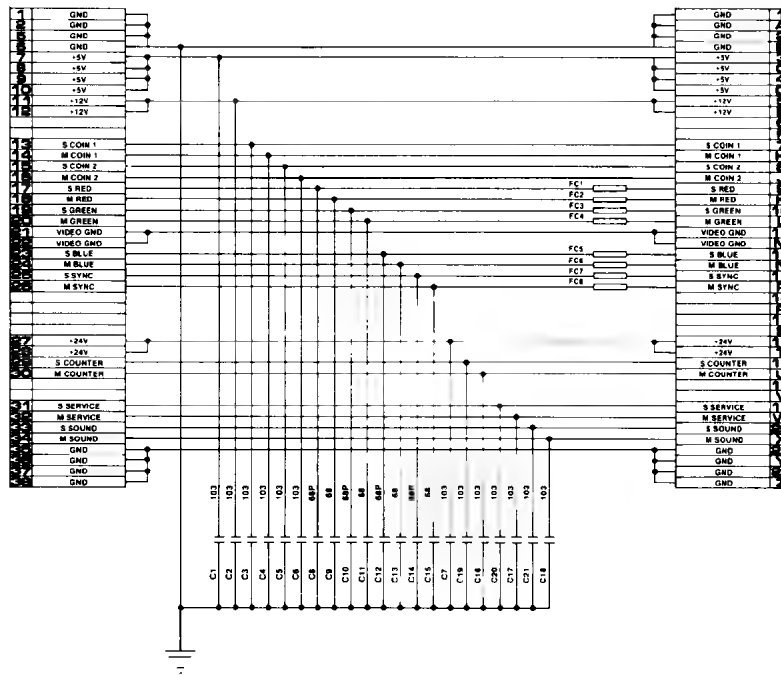 GND GND
GND GND
GND GND
GND GND
+5V +5V
+5V +5V
+5V +5V
+5V +5V
+12V +12V
+12V +12V
S COIN 1 S COIN 1
M COIN 1 M COIN 1
S COIN 2 S COIN 2
M COIN 2 M COIN 2
S RED FC1 S RED
M RED FC2 M RED
S GREEN FC3 S GREEN
M GREEN FC4 M GREEN
VIDEO GND VIDEO GND
VIDEO GND VIDEO GND
S BLUE FC5 S BLUE
M BLUE FC6 M BLUE
S SYNC FC7 S SYNC
M SYNC FC8 M SYNC
+24V +24V
+24V +24V
S COUNTER S COUNTER
M COUNTER M COUNTER
S SERVICE S SERVICE
M SERVICE M SERVICE
S SOUND S SOUND
M SOUND M SOUND
GND GND
GND GND
GND GND
GND GND
103 103 103 103 103 103 68P 68 68P 68 68P 68 68P 68 103 103 103 103 103 103 103
C1 C2 C3 C4 C5 C6 C8 C9 C10 C11 C12 C13 C14 C15 C7 C19 C16 C20 C17 C21 C18